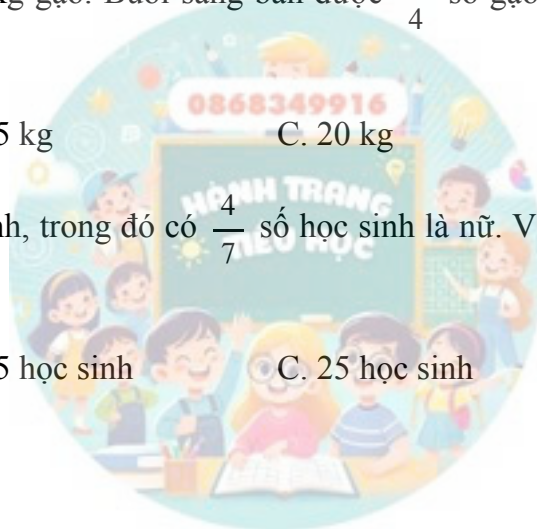 gạo. Buổi sáng bán được — số gạo
4
0868349916
5 kg C. 20 kg
HÀNH TRANG
TIỂU HỌC
nh, trong đó có 4/7 số học sinh là nữ. V
5 học sinh C. 25 học sinh